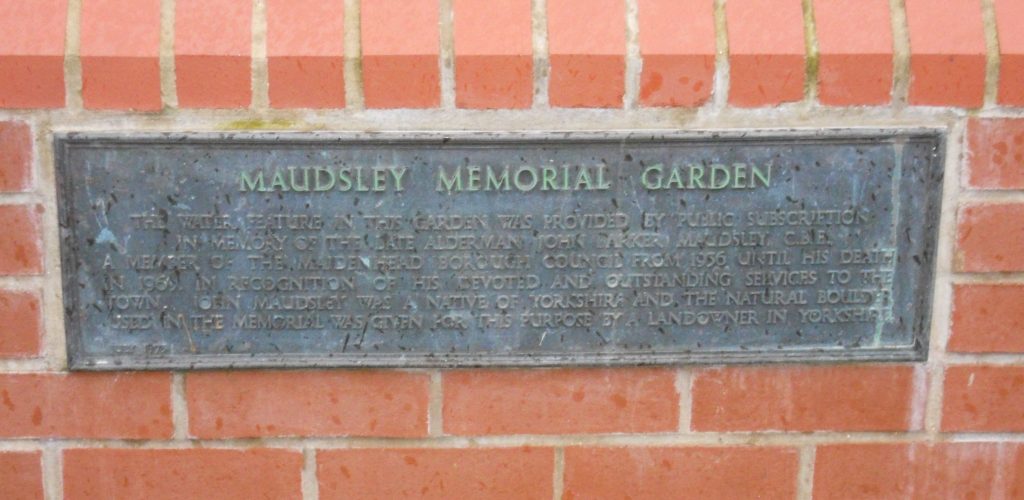 MAUDSLEY MEMORIAL GARDEN
THE WATER FEATURE IN THIS GARDEN WAS PROVIDED BY PUBLIC SUBSCRIPTION
IN MEMORY OF THE LATE ALDERMAN JOHN BARKER MAUDSLEY, C.B.E.
A MEMBER OF THE MAIDENHEAD BOROUGH COUNCIL FROM 1956 UNTIL HIS DEATH
IN IN RECOGNITION OF HIS DEVOTED AND OUTSTANDING SERVICES TO THE
TOWN. JOHN MAUDSLEY WAS A NATIVE OF YORKSHIRE AND THE NATURAL BOULDER
USED IN THE MEMORIAL WAS GIVEN FOR THIS PURPOSE BY A LANDOWNER IN YORKSHIRE